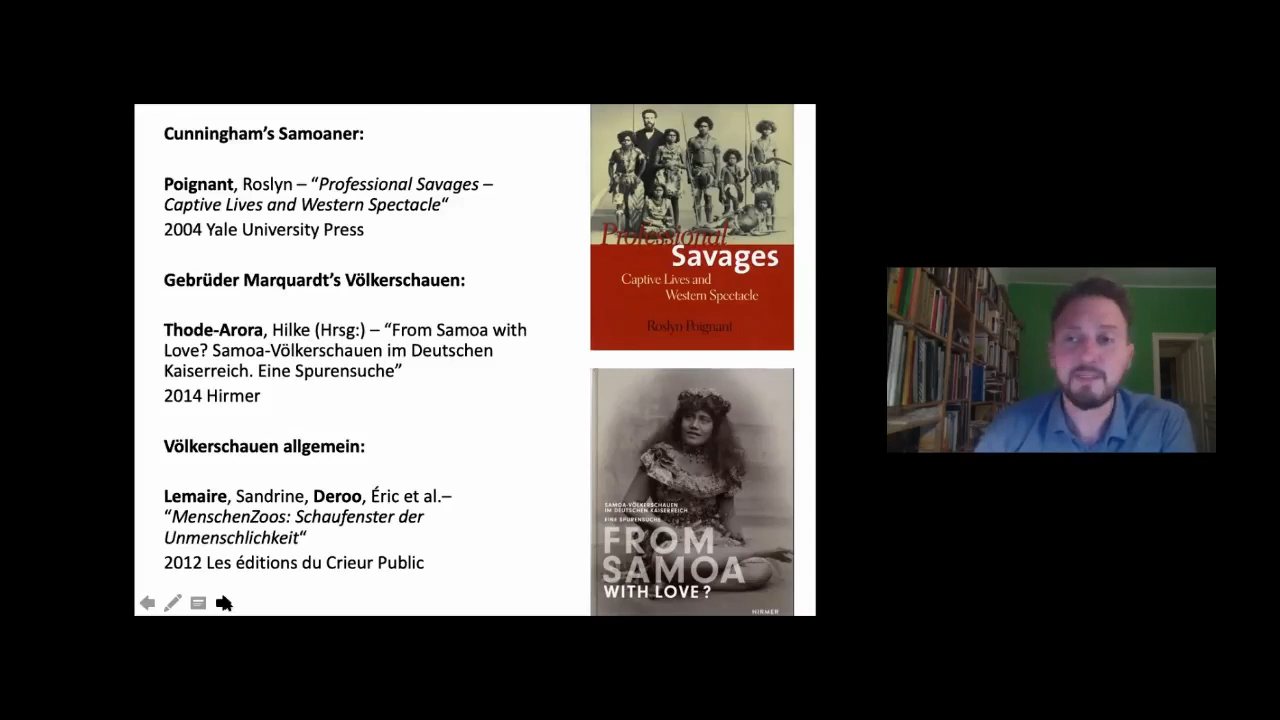 Cunningham’s Samoaner:
Poignant, Roslyn – “Professional Savages –
Captive Lives and Western Spectacle“
2004 Yale University Press
Gebrüder Marquardt’s Völkerschauen:
Thode-Arora, Hilke (Hrsg:) – “From Samoa with
Love? Samoa-Völkerschauen im Deutschen
Kaiserreich. Eine Spurensuche”
2014 Hirmer
Völkerschauen allgemein:
Lemaire, Sandrine, Deroo, Éric et al.–
“MenschenZoos: Schaufenster der
Unmenschlichkeit“
2012 Les éditions du Crieur Public
Professional
Savages
Captive Lives and
Western Spectacle
Roslyn Poignant
SAMOA-VÖLKERSCHAUEN
IM DEUTSCHEN KAISERREICH
EINE SPURENSUCHE
FROM
SAMOA
WITH LOVE?
HIRMER